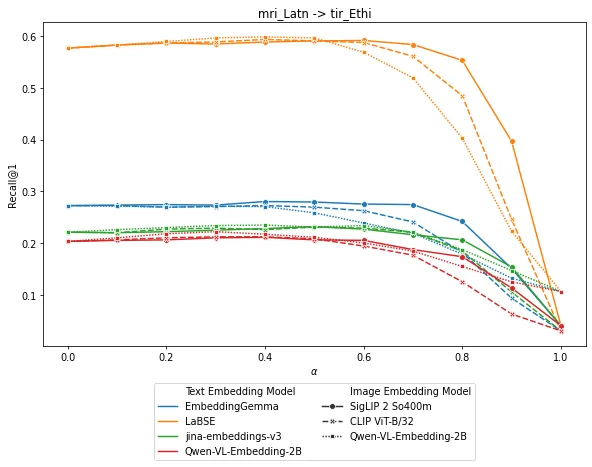 mri_Latn -> tir_Ethi
Recall@1
0.6
0.5
0.4
0.3
0.2
0.1
0.0 0.2 0.4 0.6 0.8 1.0
α
Text Embedding Model Image Embedding Model
EmbeddingGemma SigLIP 2 So400m
LaBSE CLIP ViT-B/32
jina-embeddings-v3 Qwen-VL-Embedding-2B
Qwen-VL-Embedding-2B